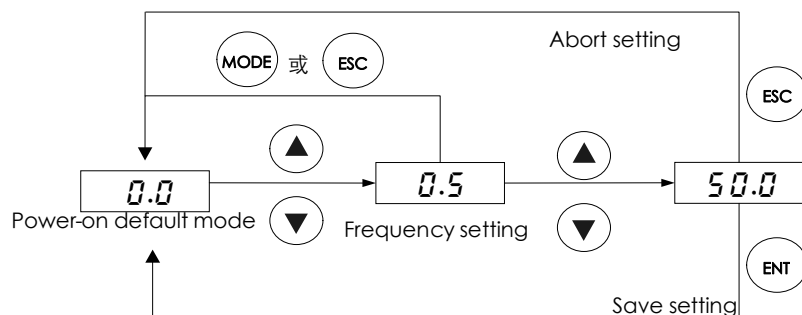 Abort setting
MODE 或 ESC
ESC
0.0
0.5
50.0
Power-on default mode
Frequency setting
ENT
Save setting